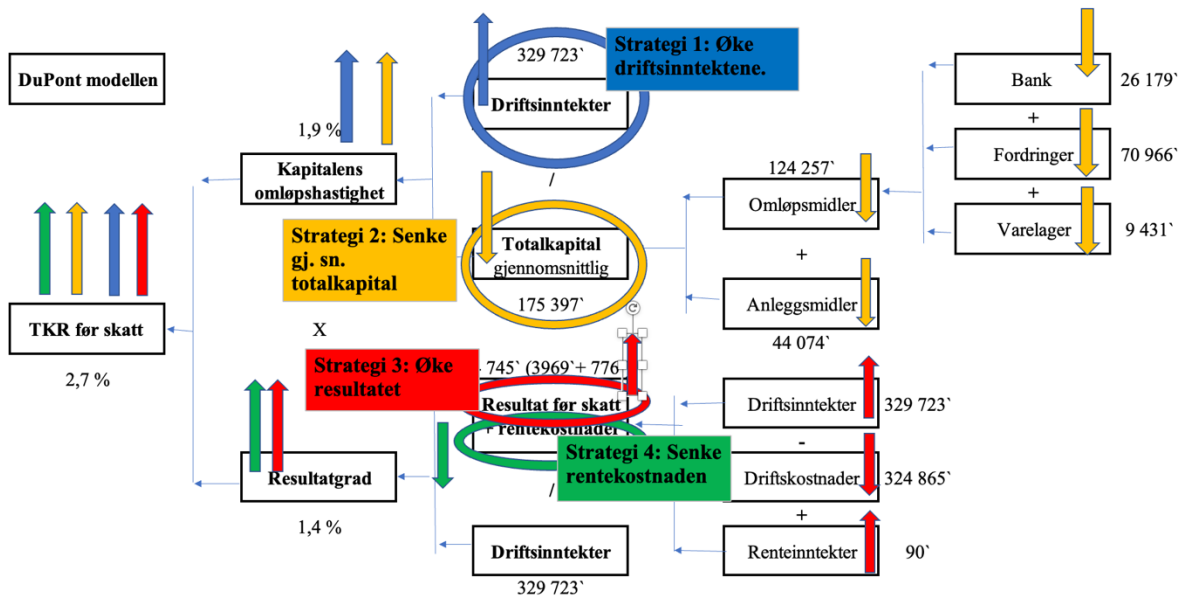 DuPont modellen
329 723`
Strategi 1: Øke
driftsinntektene.
Driftsinntekter
Bank
26 179`
+
Fordringer
70 966`
+
Varelager
9 431`
1,9 %
Kapitalens
omløpshastighet
/
124 257`
Omløpsmidler
+
Anleggsmidler
44 074`
Strategi 2: Senke
gj. sn.
totalkapital
Totalkapital
gjennomsnittlig
175 397`
TKR før skatt
2,7 %
X
Strategi 3: Øke
resultatet
745` (3969`+ 776
Resultat før skatt
+ rentekostnader
Strategi 4: Senke
rentekostnaden
/
Driftsinntekter
329 723`
-
Driftskostnader
324 865`
+
Renteinntekter
90`
Resultatgrad
1,4 %
Driftsinntekter
329 723`